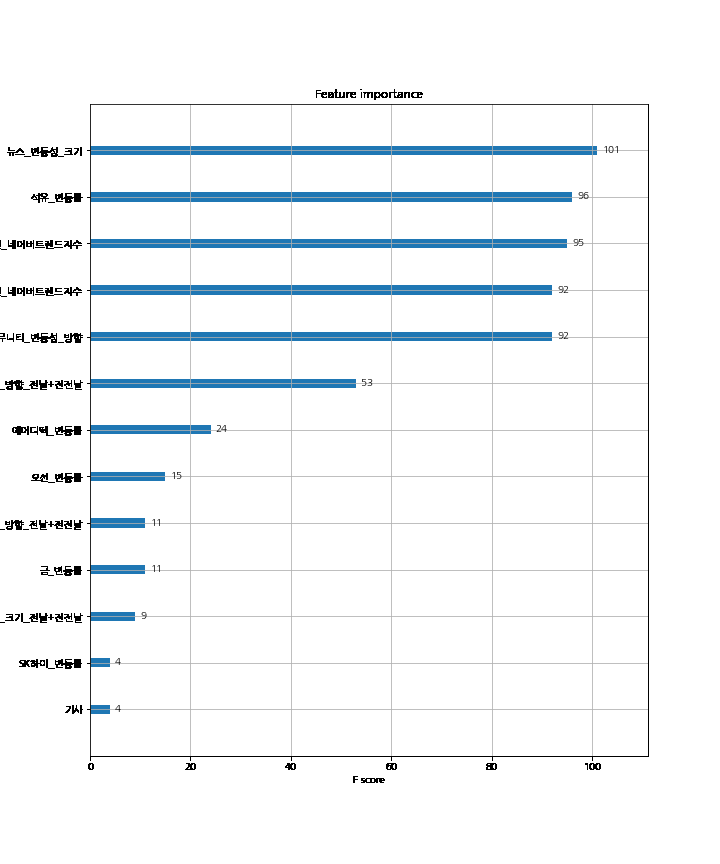 Feature importance
뉴스_변동성_크기
101
석유_변동률
96
_네이버트렌드지수
95
_네이버트렌드지수
92
뮤니티_변동성_방향
92
_방향_전날+전전날
53
에이디텍_변동률
24
오션_변동률
15
_방향_전날+전전날
11
금_변동률
11
_크기_전날+전전날
9
SK하이_변동률
4
기사
4
0 20 40 60 80 100
F score